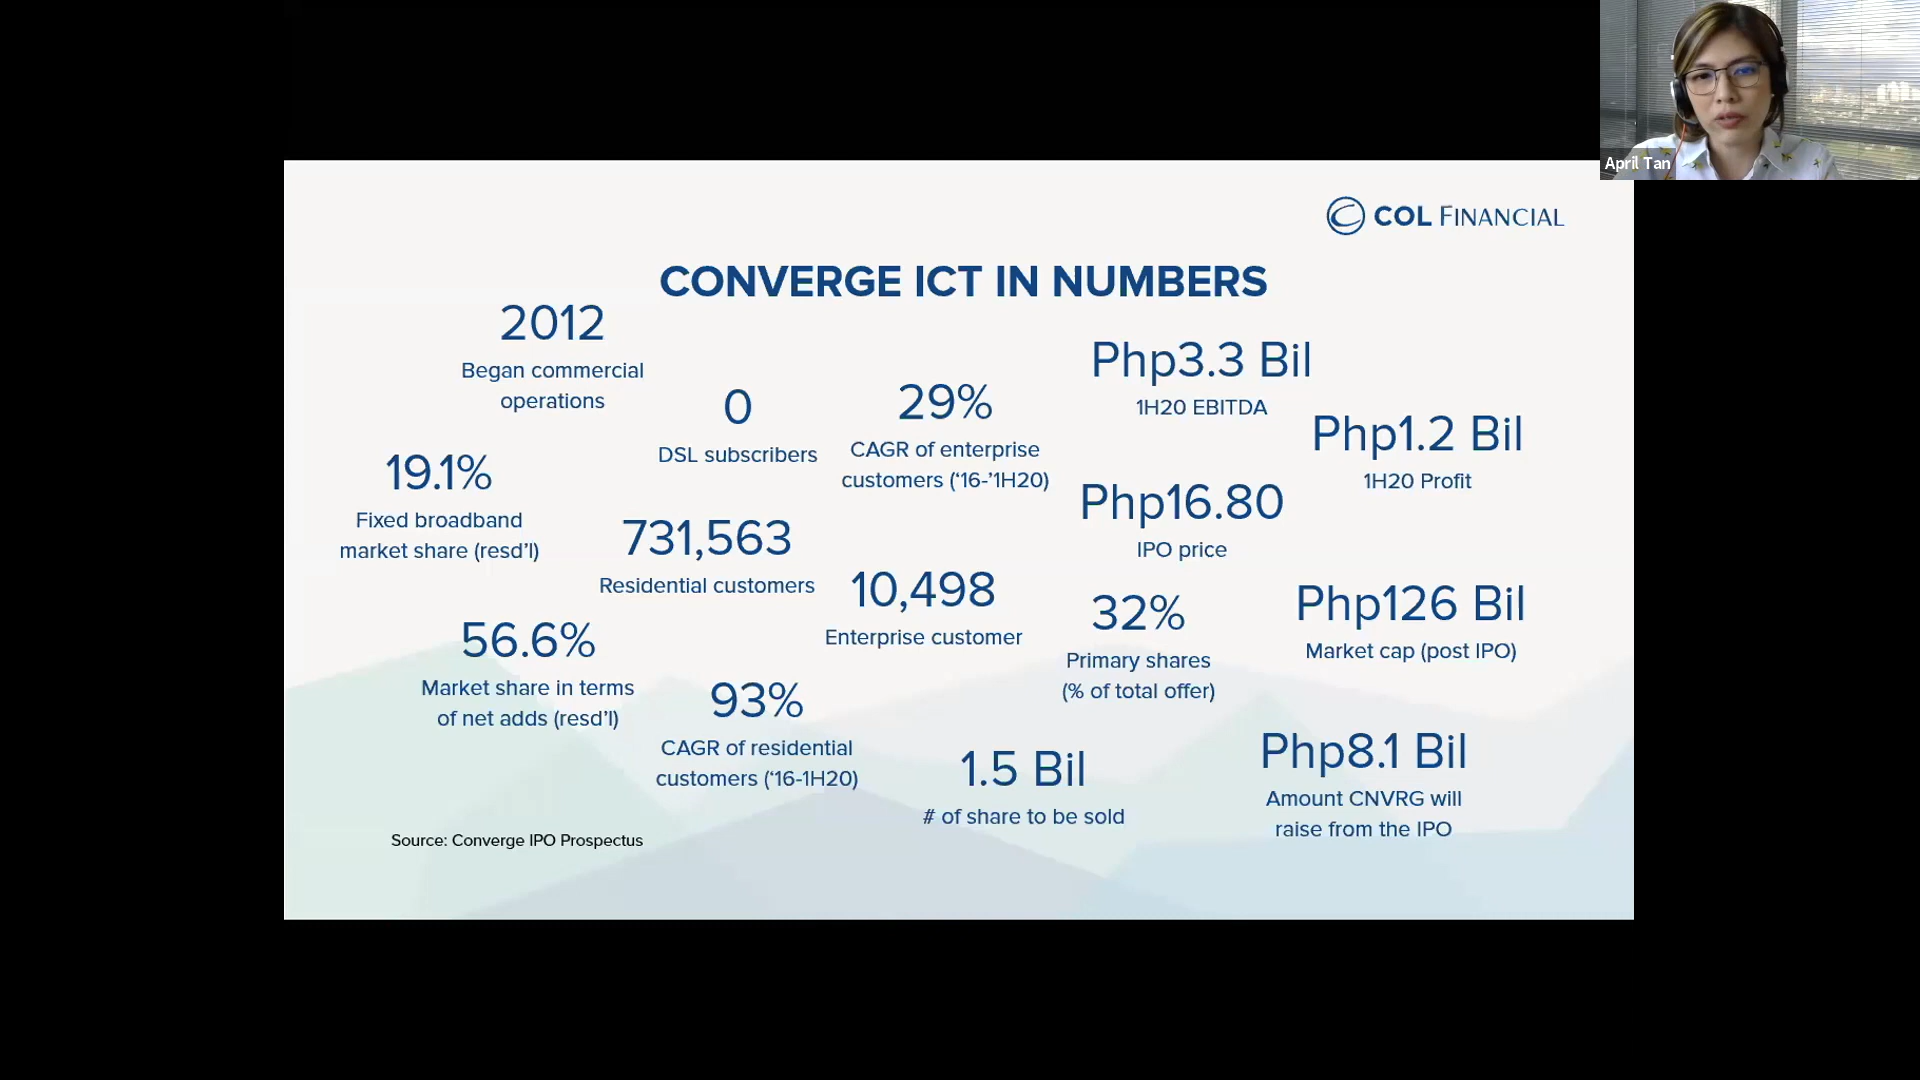 April Tan
COL FINANCIAL
CONVERGE ICT IN NUMBERS
2012
Began commercial
operations
0
DSL subscribers
29%
CAGR of enterprise
customers (‘16-’1H20)
Php3.3 Bil
1H20 EBITDA
Php1.2 Bil
1H20 Profit
19.1%
Fixed broadband
market share (resd’l)
731,563
Residential customers
10,498
Enterprise customer
Php16.80
IPO price
32%
Primary shares
(% of total offer)
Php126 Bil
Market cap (post IPO)
56.6%
Market share in terms
of net adds (resd’l)
93%
CAGR of residential
customers (‘16-1H20)
1.5 Bil
# of share to be sold
Php8.1 Bil
Amount CNVRG will
raise from the IPO
Source: Converge IPO Prospectus